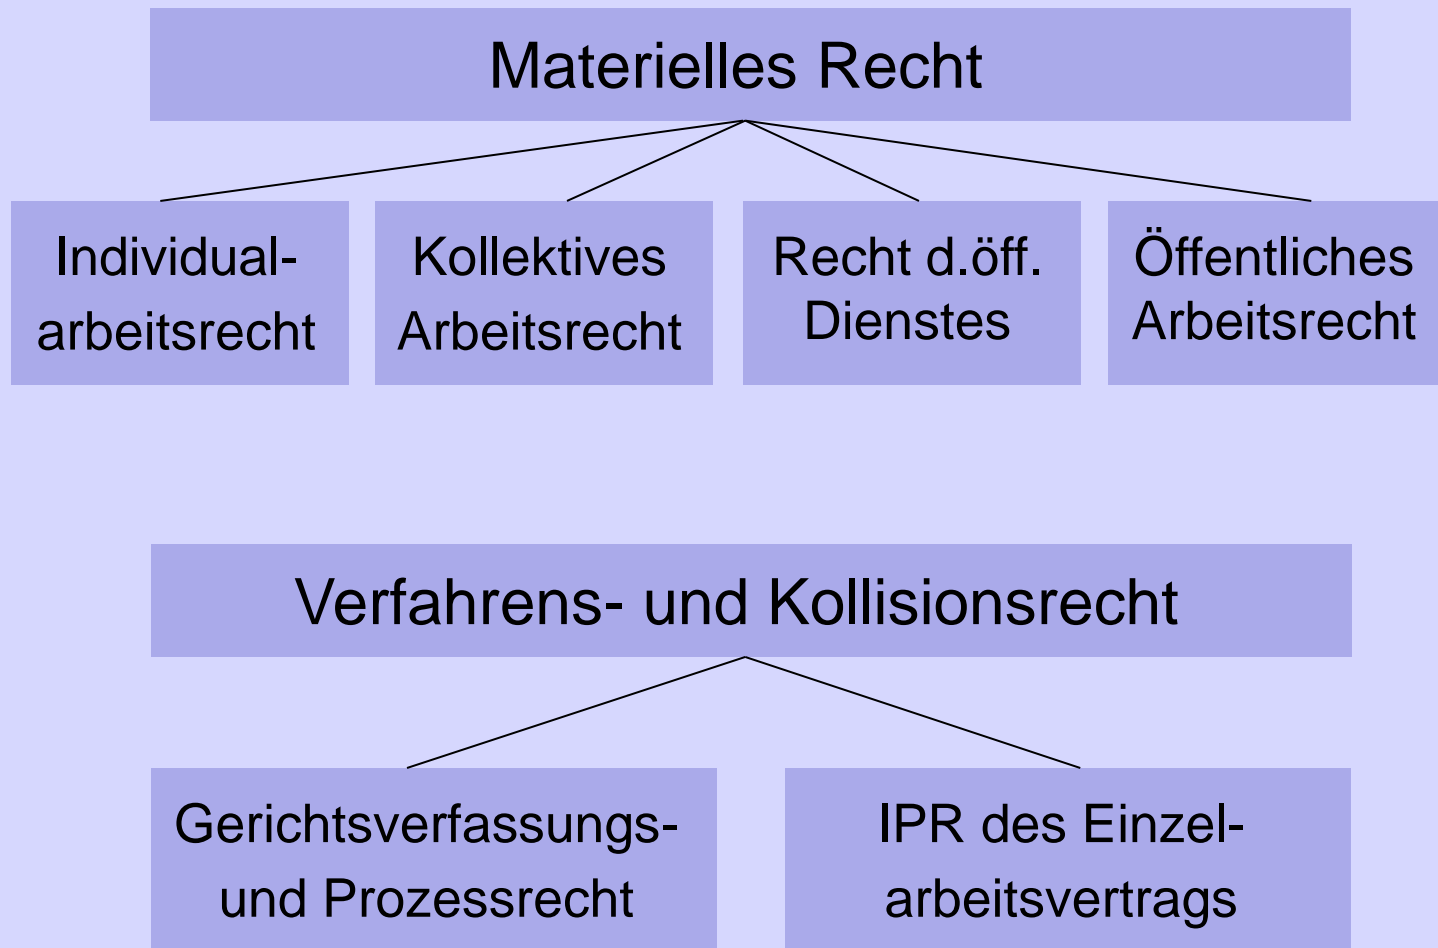 Materielles Recht
Individual-
arbeitsrecht
Kollektives
Arbeitsrecht
Recht d.öff.
Dienstes
Öffentliches
Arbeitsrecht
Verfahrens- und Kollisionsrecht
Gerichtsverfassungs-
und Prozessrecht
IPR des Einzel-
arbeitsvertrags